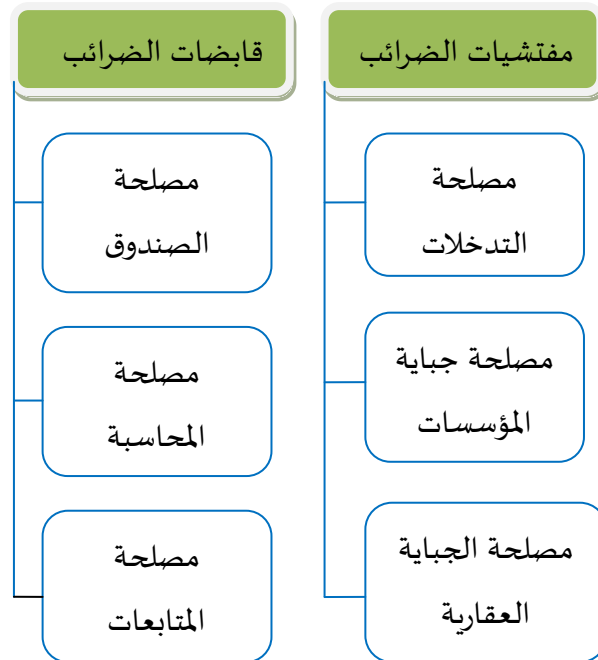 مفتشيات الضرائب
مصلحة
التدخلات
مصلحة جباية
المؤسسات
مصلحة الجباية
العقارية
قابضات الضرائب
مصلحة
الصندوق
مصلحة
المحاسبة
مصلحة
المتابعات